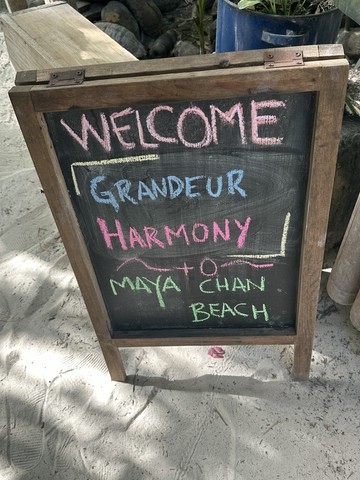 WELCOME
GRANDEUR
HARMONY
TO
MAYA CHAN
BEACH